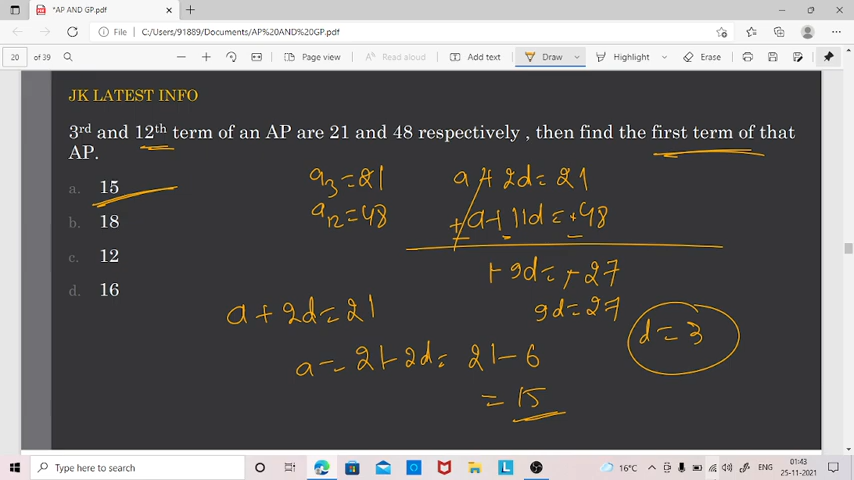 *AP AND GP.pdf
File
C:/Users/91889/Documents/AP%20AND%20GP.pdf
20 of 39
Page view
Read aloud
Add text
Draw
Highlight
Erase
JK LATEST INFO
3rd and 12th term of an AP are 21 and 48 respectively , then find the first term of that
AP.
a. 15
b. 18
c. 12
d. 16
a3 = 21
a12 = 48
a + 2d = 21
+a+11d = +48
+9d = +27
9d = 27
d = 3
a + 2d = 21
a = 21 - 2d = 21 - 6
= 15
Type here to search
16°C
ENG
01:43
25-11-2021